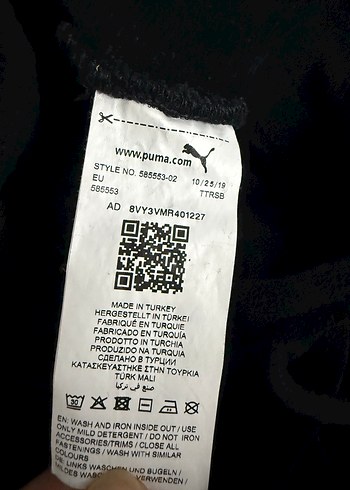 www.puma.com
STYLE NO. 585553-02 10/25/19
EU TTRSB
585553
AD 8VY3VMR401227
MADE IN TURKEY
HERGESTELLT IN TÜRKEI
FABRIQUÉ EN TURQUIE
FABRICADO EN TURQUÍA
PRODOTTO IN TURCHIA
PRODUZIDO NA TURQUIA
СДЕЛАНО В ТУРЦИИ
ΚΑΤΑΣΚΕΥΑΣΤΗΚΕ ΣΤΗΝ ΤΟΥΡΚΙΑ
TÜRK MALI
صنع في تركيا
30
EN: WASH AND IRON INSIDE OUT / USE
ONLY MILD DETERGENT / DO NOT IRON
ACCESSORIES/TRIMS / CLOSE ALL
FASTENINGS / WASH WITH SIMILAR
COLOURS
DE: LINKS WASCHEN UND BÜGELN /
VERWENDEN /